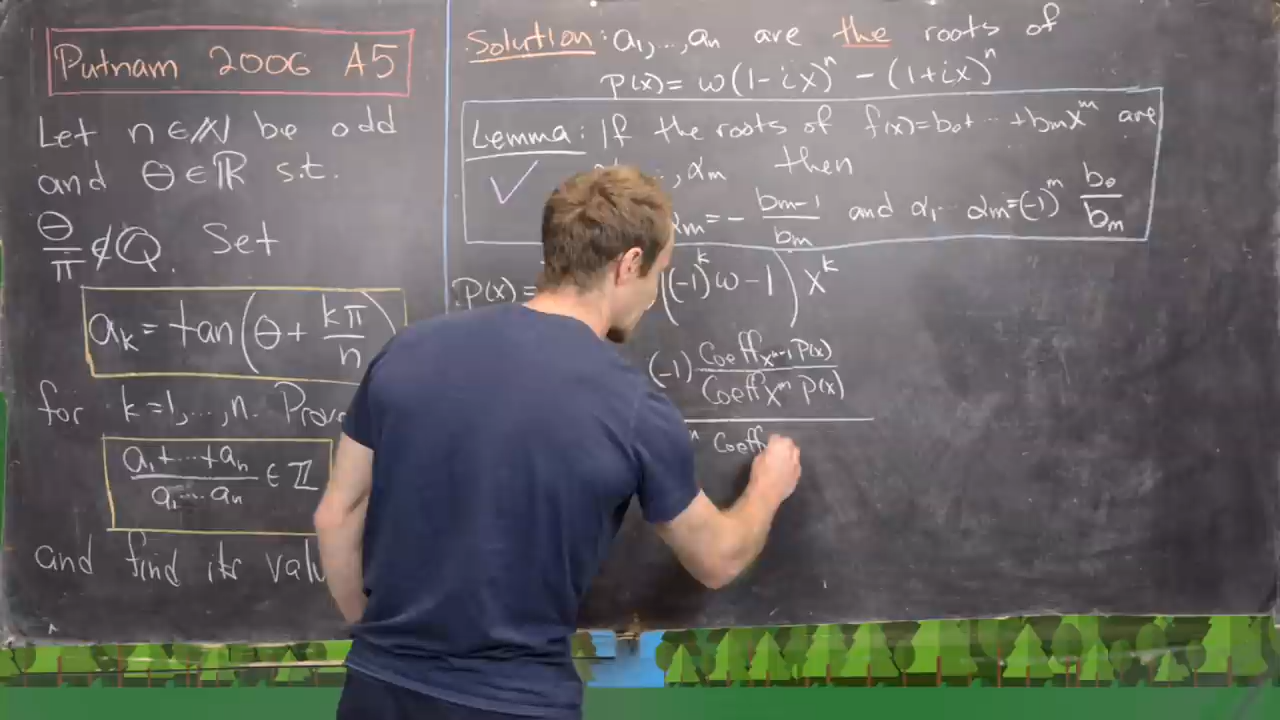 Putnam 2006 A5
Let n∈ℕ be odd
and θ∈ℝ s.t.
θ/π ∉ ℚ. Set
a_k = tan(θ + kπ/n)
for k=1,...,n. Prove
(a_1+...+a_n)/(a_1...a_n) ∈ ℤ
and find its
Solution: a_1,...,a_n are the roots of
P(x) = ω(1-ix)^n - (1+ix)^n
Lemma: If the roots of f(x)=b_0+...+b_m x^m are
✓ , α_m then
= - b_{m-1}/b_m and α_1...α_m = (-1)^m b_0/b_m
P(x) = ((-1)^k ω - 1) x^k
(-1) Coeff_{x^{n-1}} P(x) / Coeff_{x^n} P(x)
n Coeff